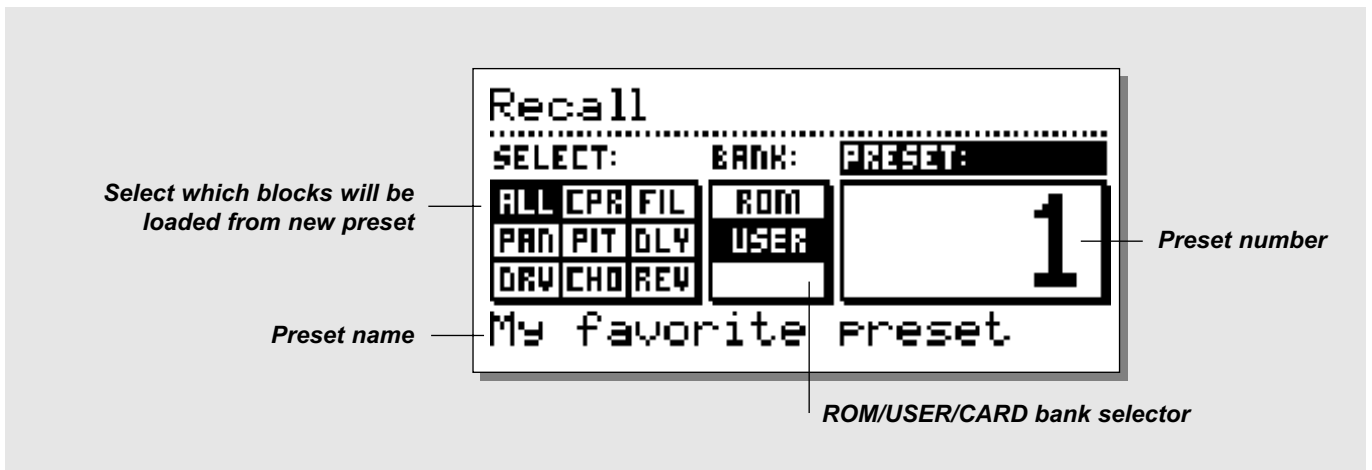 Recall
SELECT: BANK: PRESET:
Select which blocks will be
loaded from new preset
ALL CPR FIL
PAN PIT DLY
DRV CHO REV
ROM
USER
1
Preset number
Preset name
My favorite preset
ROM/USER/CARD bank selector